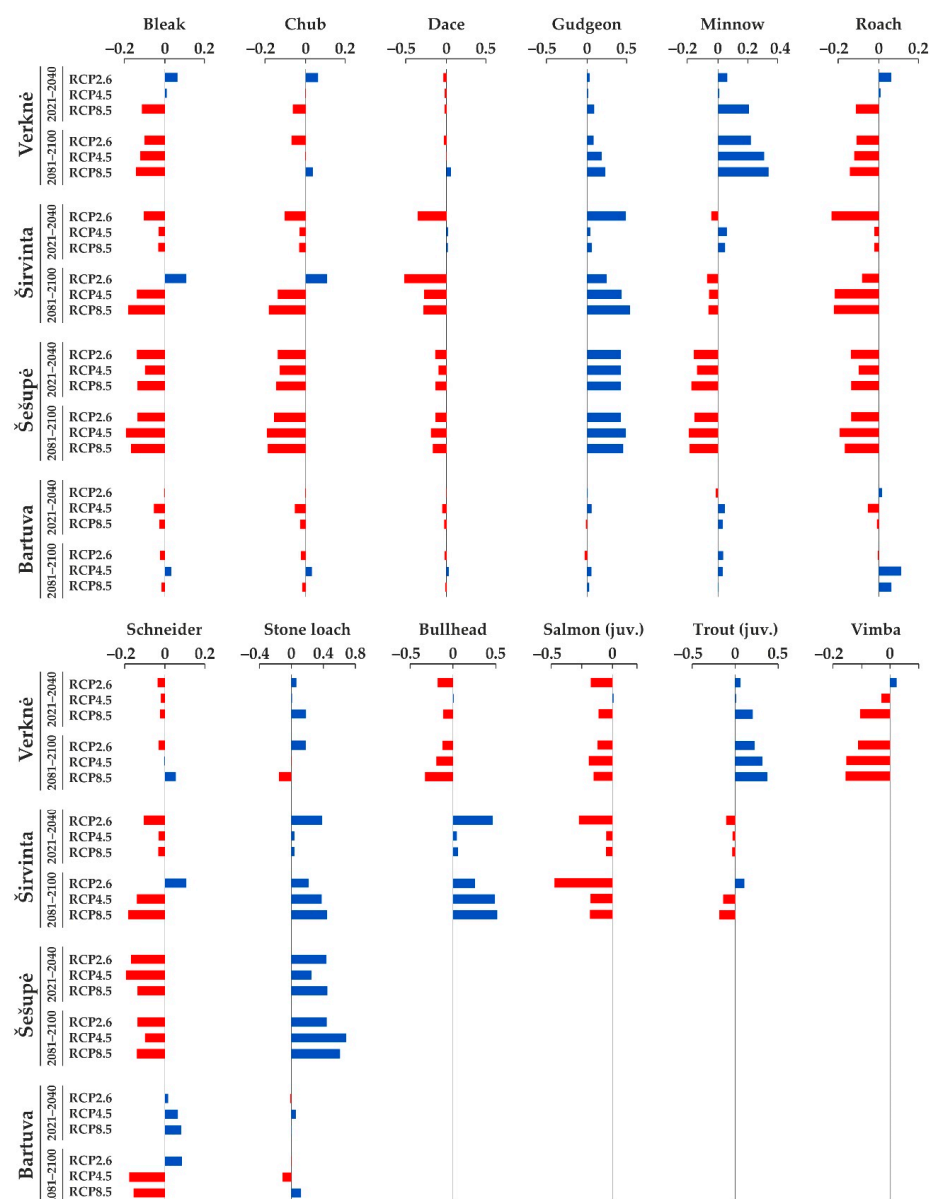 Bleak Chub Dace Gudgeon Minnow Roach
−0.2 0 0.2 −0.2 0 0.2 −0.5 0 0.5 −0.5 0 0.5 −0.2 0 0.2 0.4 −0.2 0 0.2
Verknė
2021–2040
RCP2.6
RCP4.5
RCP8.5
2081–2100
RCP2.6
RCP4.5
RCP8.5
Širvinta
2021–2040
RCP2.6
RCP4.5
RCP8.5
2081–2100
RCP2.6
RCP4.5
RCP8.5
Šešupė
2021–2040
RCP2.6
RCP4.5
RCP8.5
2081–2100
RCP2.6
RCP4.5
RCP8.5
Bartuva
2021–2040
RCP2.6
RCP4.5
RCP8.5
2081–2100
RCP2.6
RCP4.5
RCP8.5
Schneider Stone loach Bullhead Salmon (juv.) Trout (juv.) Vimba
−0.2 0 0.2 −0.4 0 0.4 0.8 −0.5 0 0.5 −0.5 0 −0.5 0 0.5 −0.2 0
Verknė
2021–2040
RCP2.6
RCP4.5
RCP8.5
2081–2100
RCP2.6
RCP4.5
RCP8.5
Širvinta
2021–2040
RCP2.6
RCP4.5
RCP8.5
2081–2100
RCP2.6
RCP4.5
RCP8.5
Šešupė
2021–2040
RCP2.6
RCP4.5
RCP8.5
2081–2100
RCP2.6
RCP4.5
RCP8.5
Bartuva
2021–2040
RCP2.6
RCP4.5
RCP8.5
081–2100
RCP2.6
RCP4.5
RCP8.5